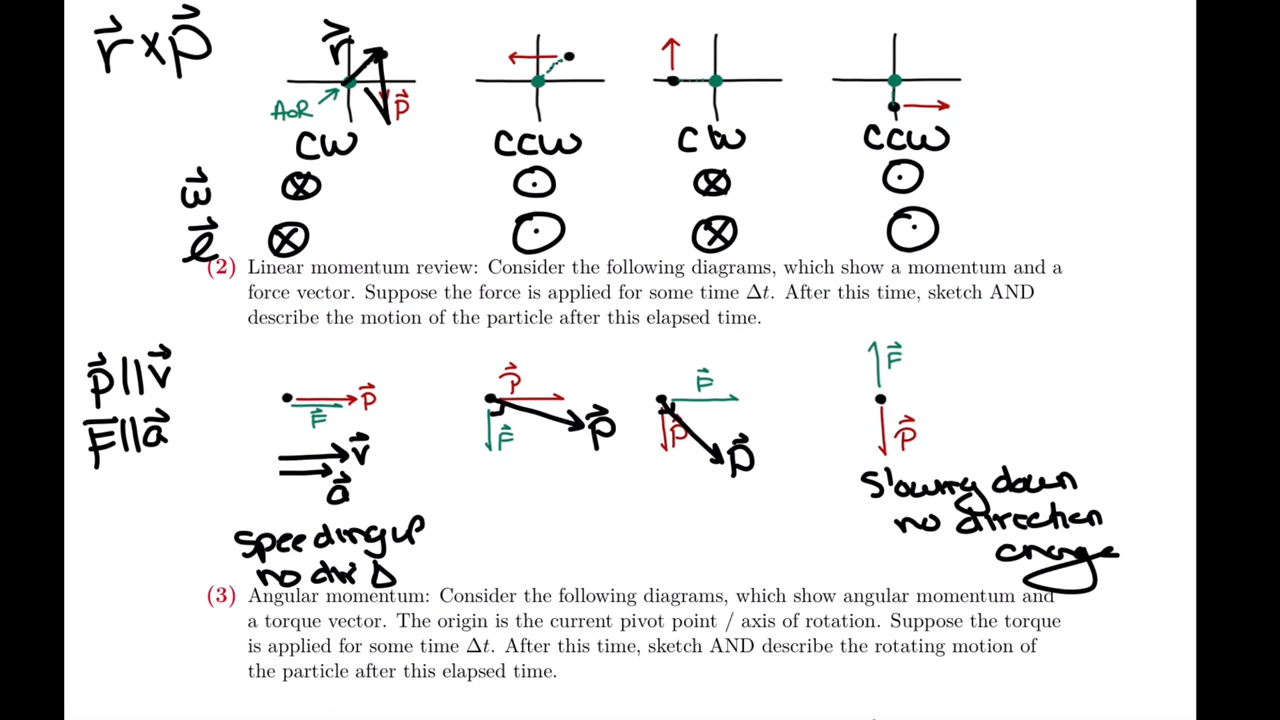 r⃗ x p⃗
r⃗
AoR
p⃗
CW CCW CW CCW
ω⃗ ⊗ ⊙ ⊗ ⊙
ℓ⃗ ⊗ ⊙ ⊗ ⊙
(2) Linear momentum review: Consider the following diagrams, which show a momentum and a
force vector. Suppose the force is applied for some time Δt. After this time, sketch AND
describe the motion of the particle after this elapsed time.
p⃗ || v⃗
F⃗ || a⃗
p⃗
F⃗
v⃗
a⃗
speeding up
no dir Δ
p⃗
F⃗
p⃗
F⃗
p⃗
p⃗
F⃗
p⃗
Slowing down
no direction
change
(3) Angular momentum: Consider the following diagrams, which show angular momentum and
a torque vector. The origin is the current pivot point / axis of rotation. Suppose the torque
is applied for some time Δt. After this time, sketch AND describe the rotating motion of
the particle after this elapsed time.